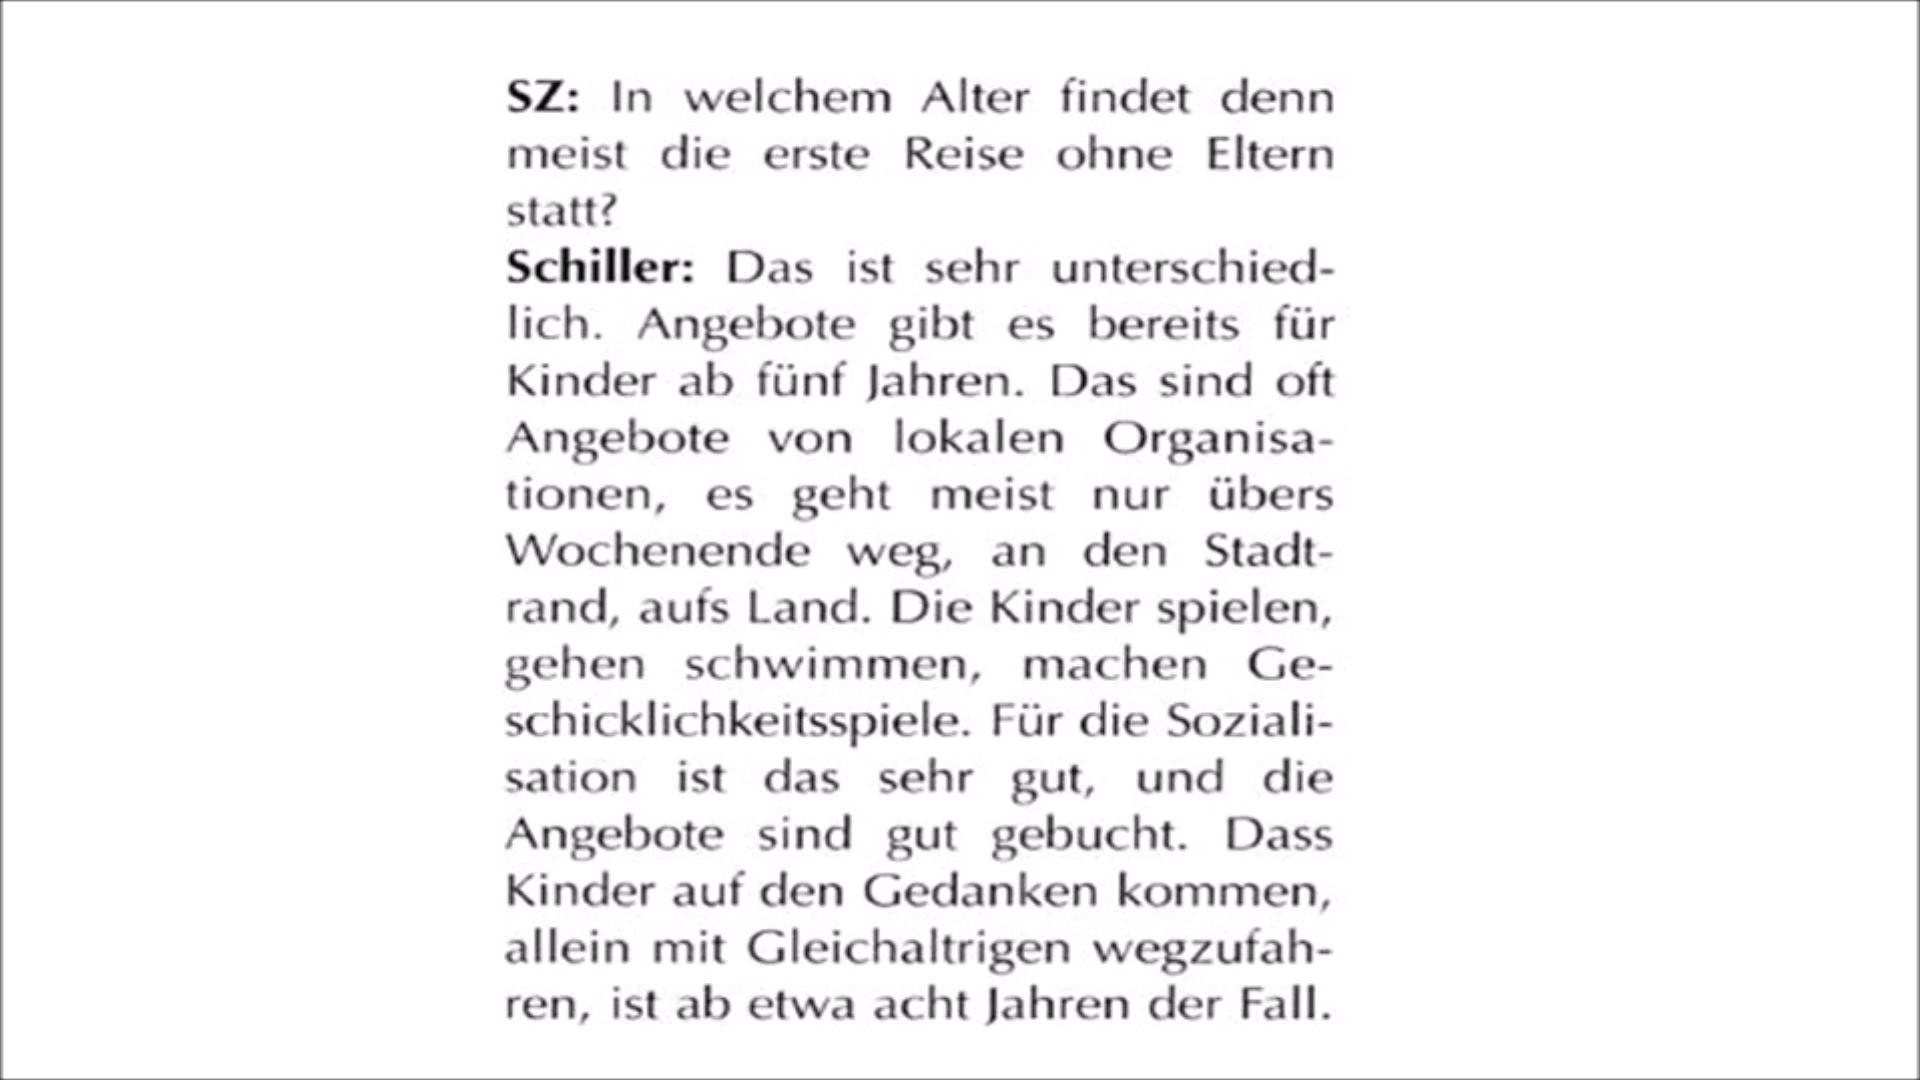 SZ: In welchem Alter findet denn
meist die erste Reise ohne Eltern
statt?
Schiller: Das ist sehr unterschied-
lich. Angebote gibt es bereits für
Kinder ab fünf Jahren. Das sind oft
Angebote von lokalen Organisa-
tionen, es geht meist nur übers
Wochenende weg, an den Stadt-
rand, aufs Land. Die Kinder spielen,
gehen schwimmen, machen Ge-
schicklichkeitsspiele. Für die Soziali-
sation ist das sehr gut, und die
Angebote sind gut gebucht. Dass
Kinder auf den Gedanken kommen,
allein mit Gleichaltrigen wegzufah-
ren, ist ab etwa acht Jahren der Fall.